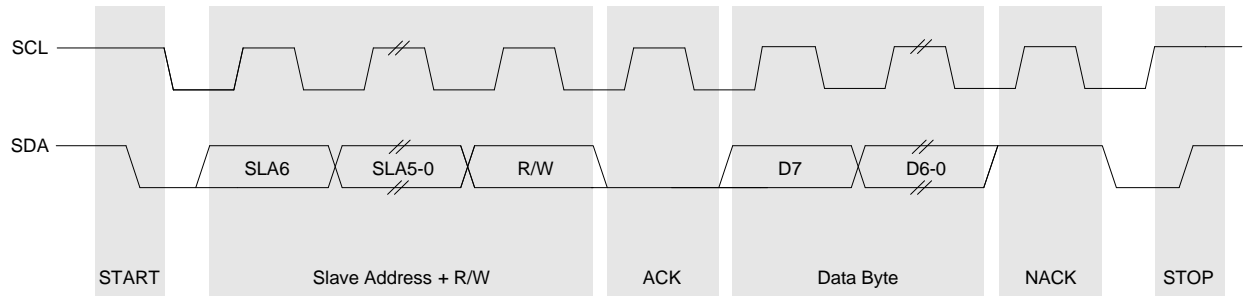 SCL
SDA
SLA6 SLA5-0 R/W D7 D6-0
START Slave Address + R/W ACK Data Byte NACK STOP